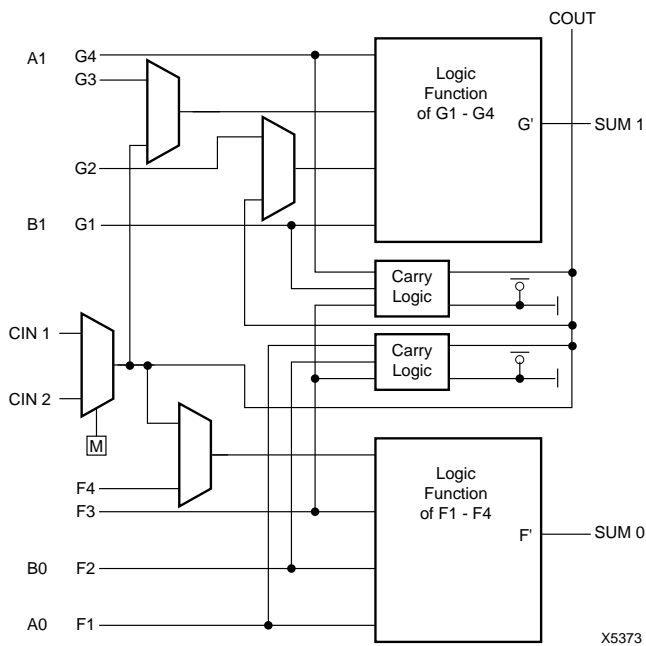 COUT
A1 G4
G3
Logic
Function
of G1 - G4
G'
SUM 1
G2
B1 G1
Carry
Logic
CIN 1
Carry
Logic
CIN 2
M
F4
F3
Logic
Function
of F1 - F4
F'
SUM 0
B0 F2
A0 F1
X5373